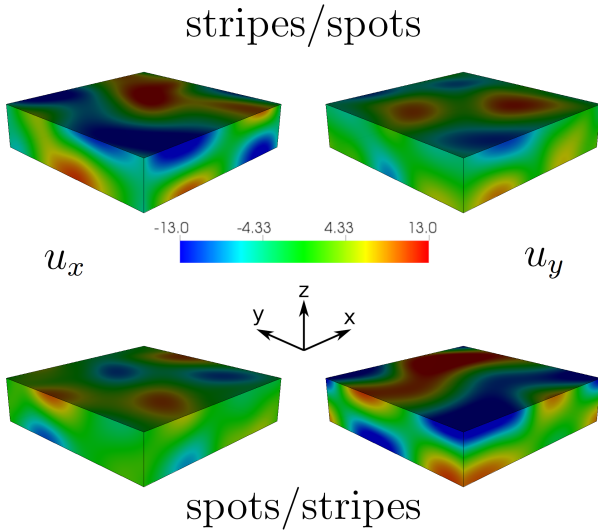 stripes/spots
-13.0 -4.33 4.33 13.0
u_x u_y
z
y x
spots/stripes